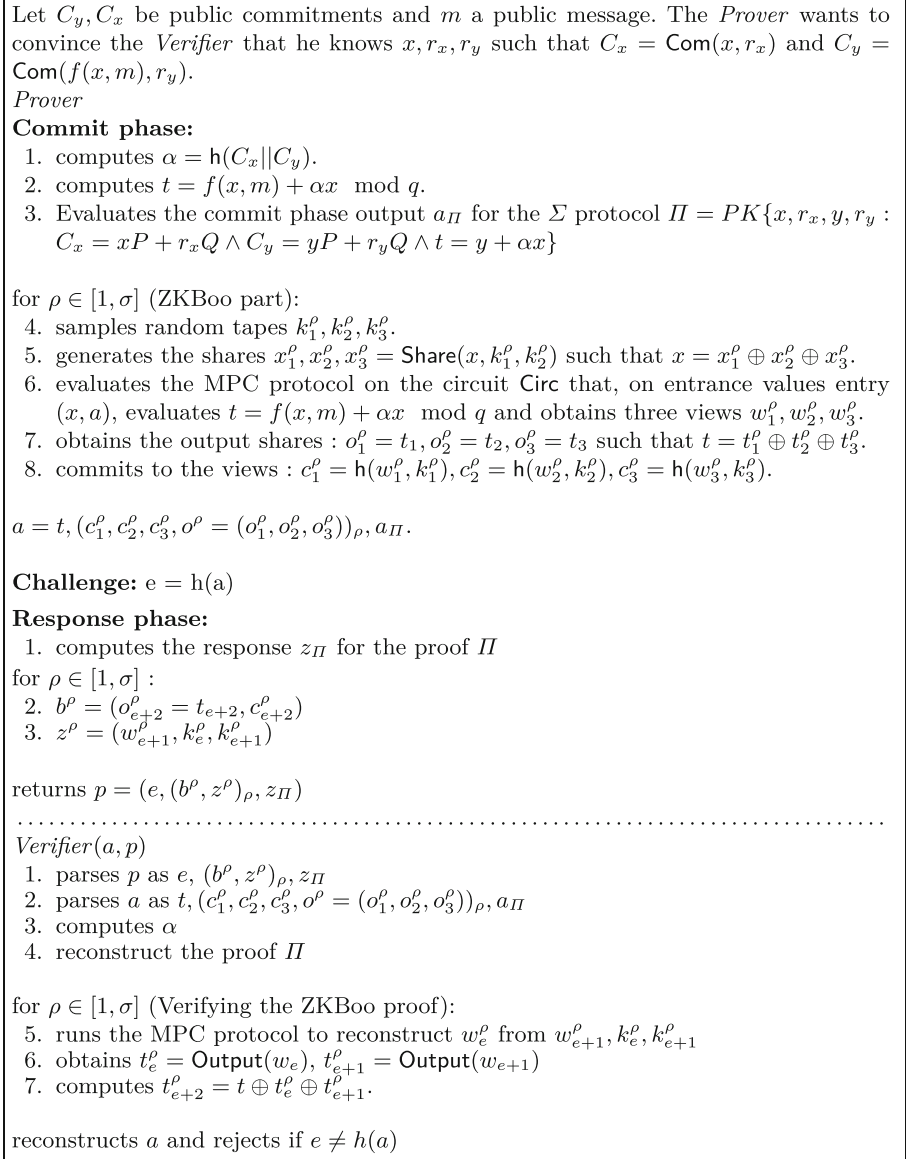 Let $C_y, C_x$ be public commitments and $m$ a public message. The Prover wants to
convince the Verifier that he knows $x, r_x, r_y$ such that $C_x = \mathsf{Com}(x, r_x)$ and $C_y =$
$\mathsf{Com}(f(x, m), r_y)$.
Prover
Commit phase:
1. computes $\alpha = \mathsf{h}(C_x||C_y)$.
2. computes $t = f(x, m) + \alpha x \mod q$.
3. Evaluates the commit phase output $a_\Pi$ for the $\Sigma$ protocol $\Pi = PK\{x, r_x, y, r_y :$
$C_x = xP + r_xQ \wedge C_y = yP + r_yQ \wedge t = y + \alpha x\}$
for $\rho \in [1, \sigma]$ (ZKBoo part):
4. samples random tapes $k_1^\rho, k_2^\rho, k_3^\rho$.
5. generates the shares $x_1^\rho, x_2^\rho, x_3^\rho = \mathsf{Share}(x, k_1^\rho, k_2^\rho)$ such that $x = x_1^\rho \oplus x_2^\rho \oplus x_3^\rho$.
6. evaluates the MPC protocol on the circuit Circ that, on entrance values entry
$(x, a)$, evaluates $t = f(x, m) + \alpha x \mod q$ and obtains three views $w_1^\rho, w_2^\rho, w_3^\rho$.
7. obtains the output shares : $o_1^\rho = t_1, o_2^\rho = t_2, o_3^\rho = t_3$ such that $t = t_1^\rho \oplus t_2^\rho \oplus t_3^\rho$.
8. commits to the views : $c_1^\rho = \mathsf{h}(w_1^\rho, k_1^\rho), c_2^\rho = \mathsf{h}(w_2^\rho, k_2^\rho), c_3^\rho = \mathsf{h}(w_3^\rho, k_3^\rho)$.
$a = t, (c_1^\rho, c_2^\rho, c_3^\rho, o^\rho = (o_1^\rho, o_2^\rho, o_3^\rho))_\rho, a_\Pi$.
Challenge: e = h(a)
Response phase:
1. computes the response $z_\Pi$ for the proof $\Pi$
for $\rho \in [1, \sigma]$ :
2. $b^\rho = (o_{e+2}^\rho = t_{e+2}, c_{e+2}^\rho)$
3. $z^\rho = (w_{e+1}^\rho, k_e^\rho, k_{e+1}^\rho)$
returns $p = (e, (b^\rho, z^\rho)_\rho, z_\Pi)$
Verifier$(a, p)$
1. parses $p$ as $e$, $(b^\rho, z^\rho)_\rho, z_\Pi$
2. parses $a$ as $t, (c_1^\rho, c_2^\rho, c_3^\rho, o^\rho = (o_1^\rho, o_2^\rho, o_3^\rho))_\rho, a_\Pi$
3. computes $\alpha$
4. reconstruct the proof $\Pi$
for $\rho \in [1, \sigma]$ (Verifying the ZKBoo proof):
5. runs the MPC protocol to reconstruct $w_e^\rho$ from $w_{e+1}^\rho, k_e^\rho, k_{e+1}^\rho$
6. obtains $t_e^\rho = \mathsf{Output}(w_e)$, $t_{e+1}^\rho = \mathsf{Output}(w_{e+1})$
7. computes $t_{e+2}^\rho = t \oplus t_e^\rho \oplus t_{e+1}^\rho$.
reconstructs $a$ and rejects if $e \neq h(a)$